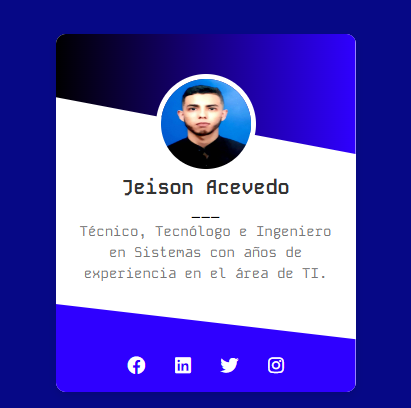 Jeison Acevedo
___
Técnico, Tecnólogo e Ingeniero
en Sistemas con años de
experiencia en el área de TI.